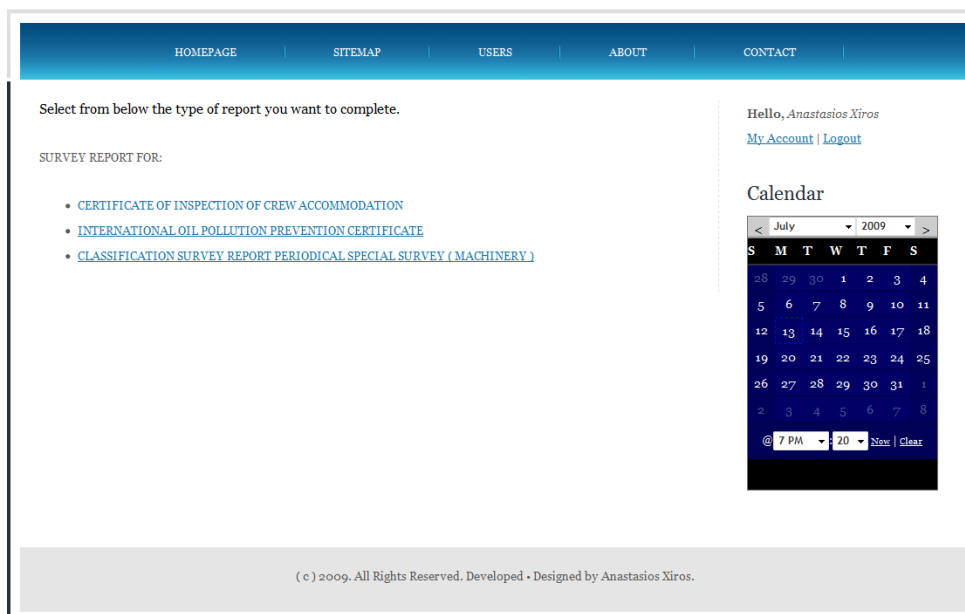 HOMEPAGE SITEMAP USERS ABOUT CONTACT
Select from below the type of report you want to complete.
SURVEY REPORT FOR:
CERTIFICATE OF INSPECTION OF CREW ACCOMMODATION
INTERNATIONAL OIL POLLUTION PREVENTION CERTIFICATE
CLASSIFICATION SURVEY REPORT PERIODICAL SPECIAL SURVEY ( MACHINERY )
Hello, Anastasios Xiros
My Account | Logout
Calendar
< July 2009 >
S M T W T F S
28 29 30 1 2 3 4
5 6 7 8 9 10 11
12 13 14 15 16 17 18
19 20 21 22 23 24 25
26 27 28 29 30 31 1
2 3 4 5 6 7 8
@ 7 PM : 20 Now | Clear
( c ) 2009. All Rights Reserved. Developed • Designed by Anastasios Xiros.